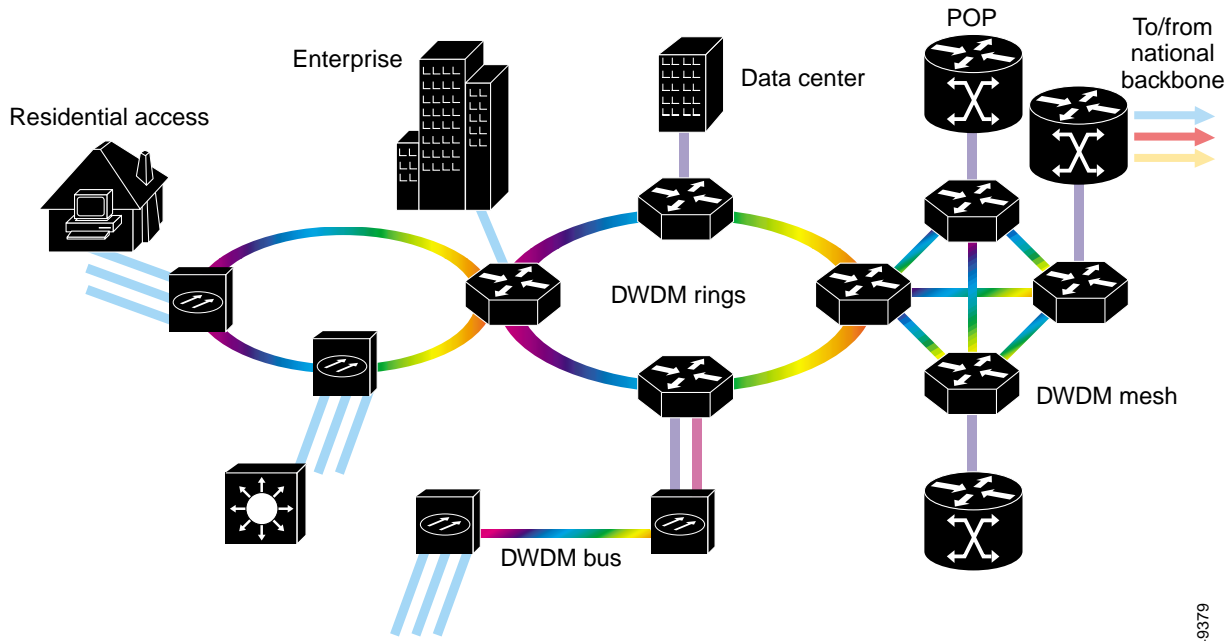 POP
To/from
national
backbone
Enterprise
Data center
Residential access
DWDM rings
DWDM mesh
DWDM bus